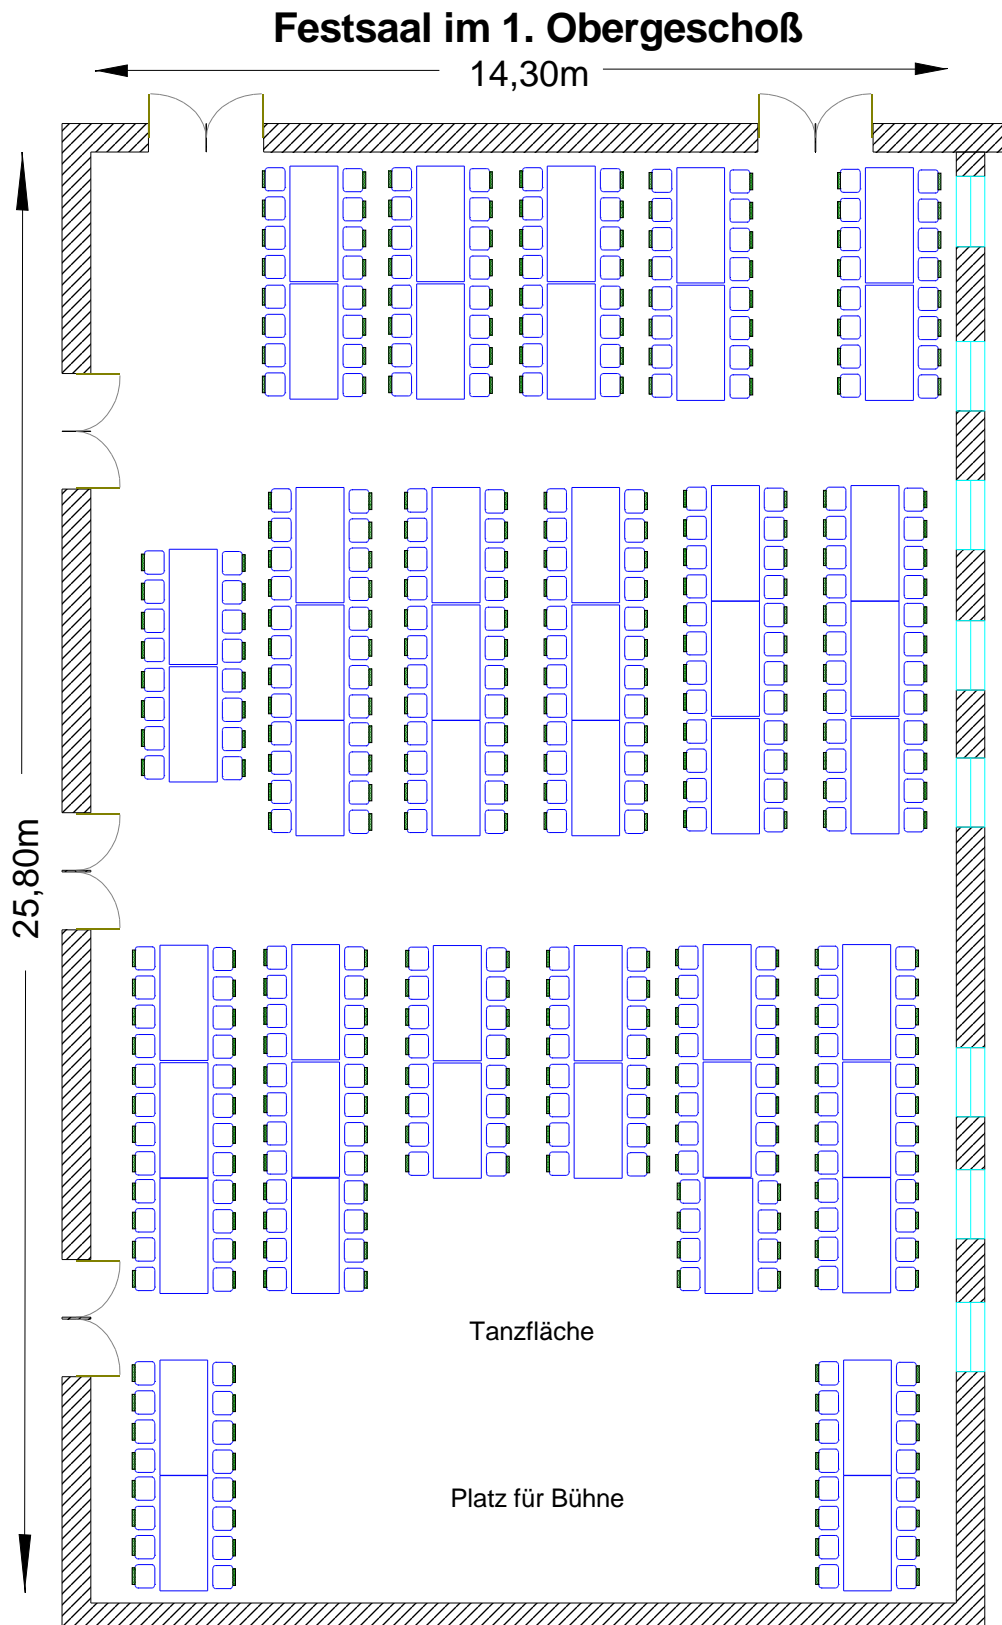 Festsaal im 1. Obergeschoß
14,30m
25,80m
Tanzfläche
Platz für Bühne